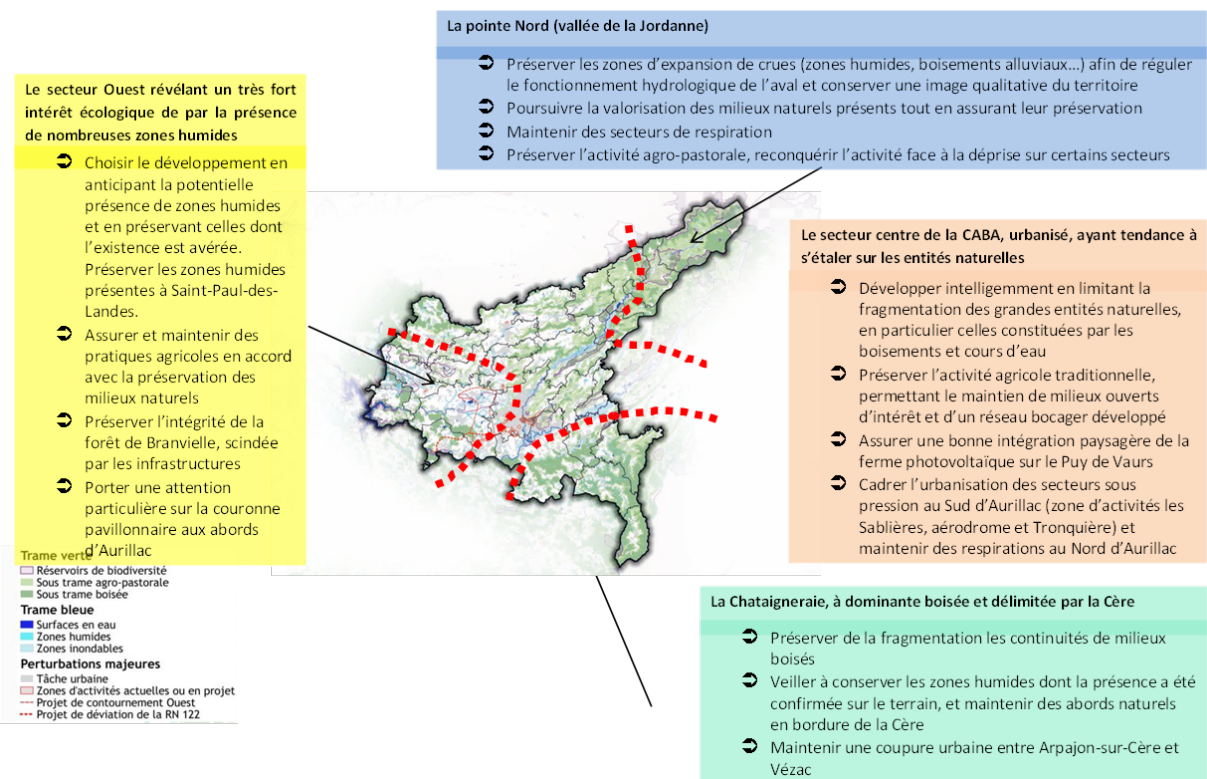 La pointe Nord (vallée de la Jordanne)
➲ Préserver les zones d’expansion de crues (zones humides, boisements alluviaux...) afin de réguler
le fonctionnement hydrologique de l’aval et conserver une image qualitative du territoire
➲ Poursuivre la valorisation des milieux naturels présents tout en assurant leur préservation
➲ Maintenir des secteurs de respiration
➲ Préserver l’activité agro-pastorale, reconquérir l’activité face à la déprise sur certains secteurs
Le secteur Ouest révélant un très fort
intérêt écologique de par la présence
de nombreuses zones humides
➲ Choisir le développement en
anticipant la potentielle
présence de zones humides
et en préservant celles dont
l’existence est avérée.
Préserver les zones humides
présentes à Saint-Paul-des-
Landes.
➲ Assurer et maintenir des
pratiques agricoles en accord
avec la préservation des
milieux naturels
➲ Préserver l’intégrité de la
forêt de Branvielle, scindée
par les infrastructures
➲ Porter une attention
particulière sur la couronne
pavillonnaire aux abords
d’Aurillac
Le secteur centre de la CABA, urbanisé, ayant tendance à
s’étaler sur les entités naturelles
➲ Développer intelligemment en limitant la
fragmentation des grandes entités naturelles,
en particulier celles constituées par les
boisements et cours d’eau
➲ Préserver l’activité agricole traditionnelle,
permettant le maintien de milieux ouverts
d’intérêt et d’un réseau bocager développé
➲ Assurer une bonne intégration paysagère de la
ferme photovoltaïque sur le Puy de Vaurs
➲ Cadrer l’urbanisation des secteurs sous
pression au Sud d’Aurillac (zone d’activités les
Sablières, aérodrome et Tronquière) et
maintenir des respirations au Nord d’Aurillac
Trame verte
Réservoirs de biodiversité
Sous trame agro-pastorale
Sous trame boisée
Trame bleue
Surfaces en eau
Zones humides
Zones inondables
Perturbations majeures
Tâche urbaine
Zones d'activités actuelles ou en projet
Projet de contournement Ouest
Projet de déviation de la RN 122
La Chataigneraie, à dominante boisée et délimitée par la Cère
➲ Préserver de la fragmentation les continuités de milieux
boisés
➲ Veiller à conserver les zones humides dont la présence a été
confirmée sur le terrain, et maintenir des abords naturels
en bordure de la Cère
➲ Maintenir une coupure urbaine entre Arpajon-sur-Cère et
Vézac